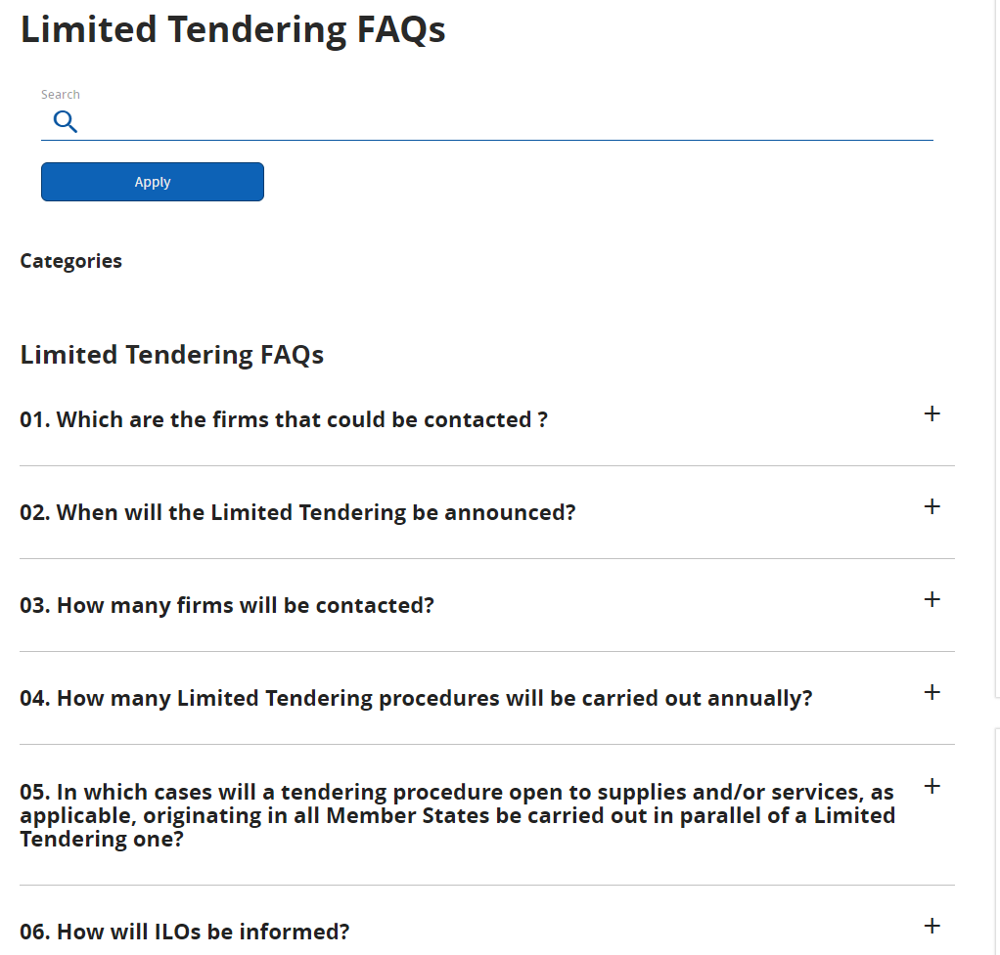 Limited Tendering FAQs
Search
Apply
Categories
Limited Tendering FAQs
01. Which are the firms that could be contacted ?
02. When will the Limited Tendering be announced?
03. How many firms will be contacted?
04. How many Limited Tendering procedures will be carried out annually?
05. In which cases will a tendering procedure open to supplies and/or services, as
applicable, originating in all Member States be carried out in parallel of a Limited
Tendering one?
06. How will ILOs be informed?